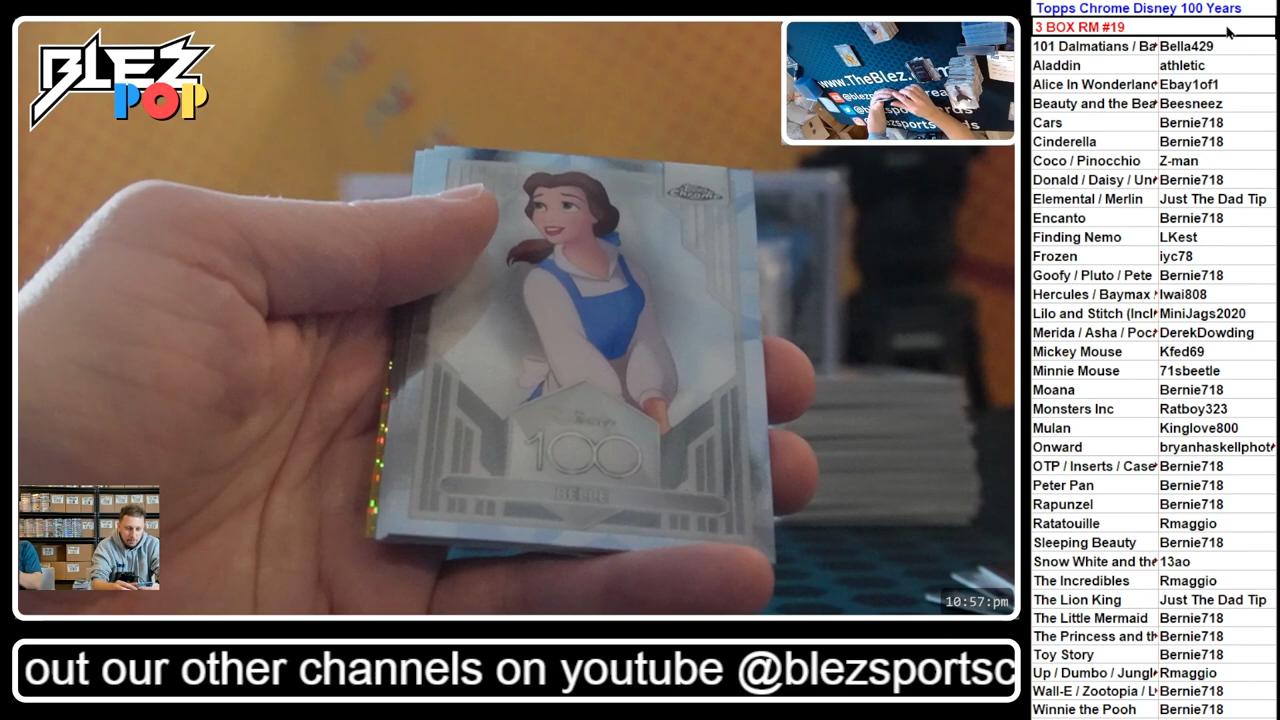 BLEZ
POP
www.TheBlez.
Chrome
100
BELLE
10:57:pm
out our other channels on youtube @blezsportsc
Topps Chrome Disney 100 Years
3 BOX RM #19
101 Dalmatians / Ba Bella429
Aladdin athletic
Alice In Wonderlan Ebay1of1
Beauty and the Bea Beesneez
Cars Bernie718
Cinderella Bernie718
Coco / Pinocchio Z-man
Donald / Daisy / Un Bernie718
Elemental / Merlin Just The Dad Tip
Encanto Bernie718
Finding Nemo LKest
Frozen iyc78
Goofy / Pluto / Pete Bernie718
Hercules / Baymax Iwai808
Lilo and Stitch (Incl MiniJags2020
Merida / Asha / Poc DerekDowding
Mickey Mouse Kfed69
Minnie Mouse 71sbeetle
Moana Bernie718
Monsters Inc Ratboy323
Mulan Kinglove800
Onward bryanhaskellphot
OTP / Inserts / Case Bernie718
Peter Pan Bernie718
Rapunzel Bernie718
Ratatouille Rmaggio
Sleeping Beauty Bernie718
Snow White and the 13ao
The Incredibles Rmaggio
The Lion King Just The Dad Tip
The Little Mermaid Bernie718
The Princess and th Bernie718
Toy Story Bernie718
Up / Dumbo / Jungl Rmaggio
Wall-E / Zootopia / L Bernie718
Winnie the Pooh Bernie718